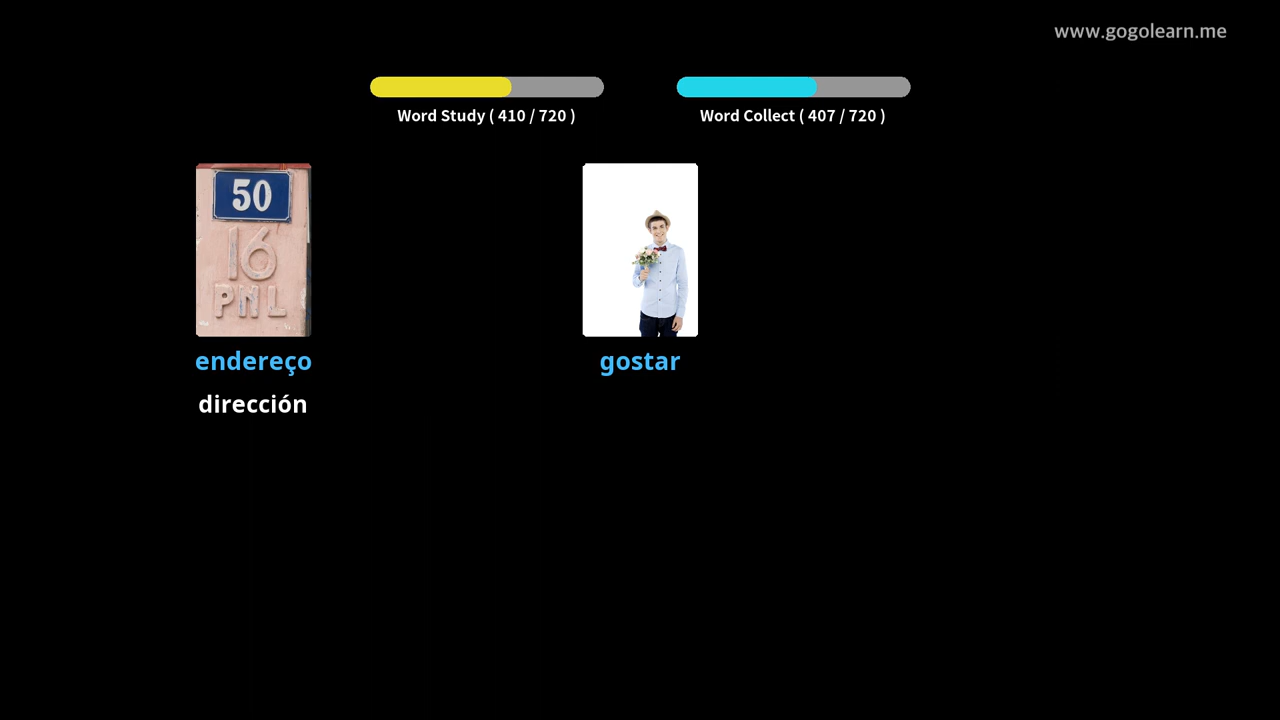 www.gogolearn.me
Word Study ( 410 / 720 )
Word Collect ( 407 / 720 )
50
16
PNL
endereço
gostar
dirección